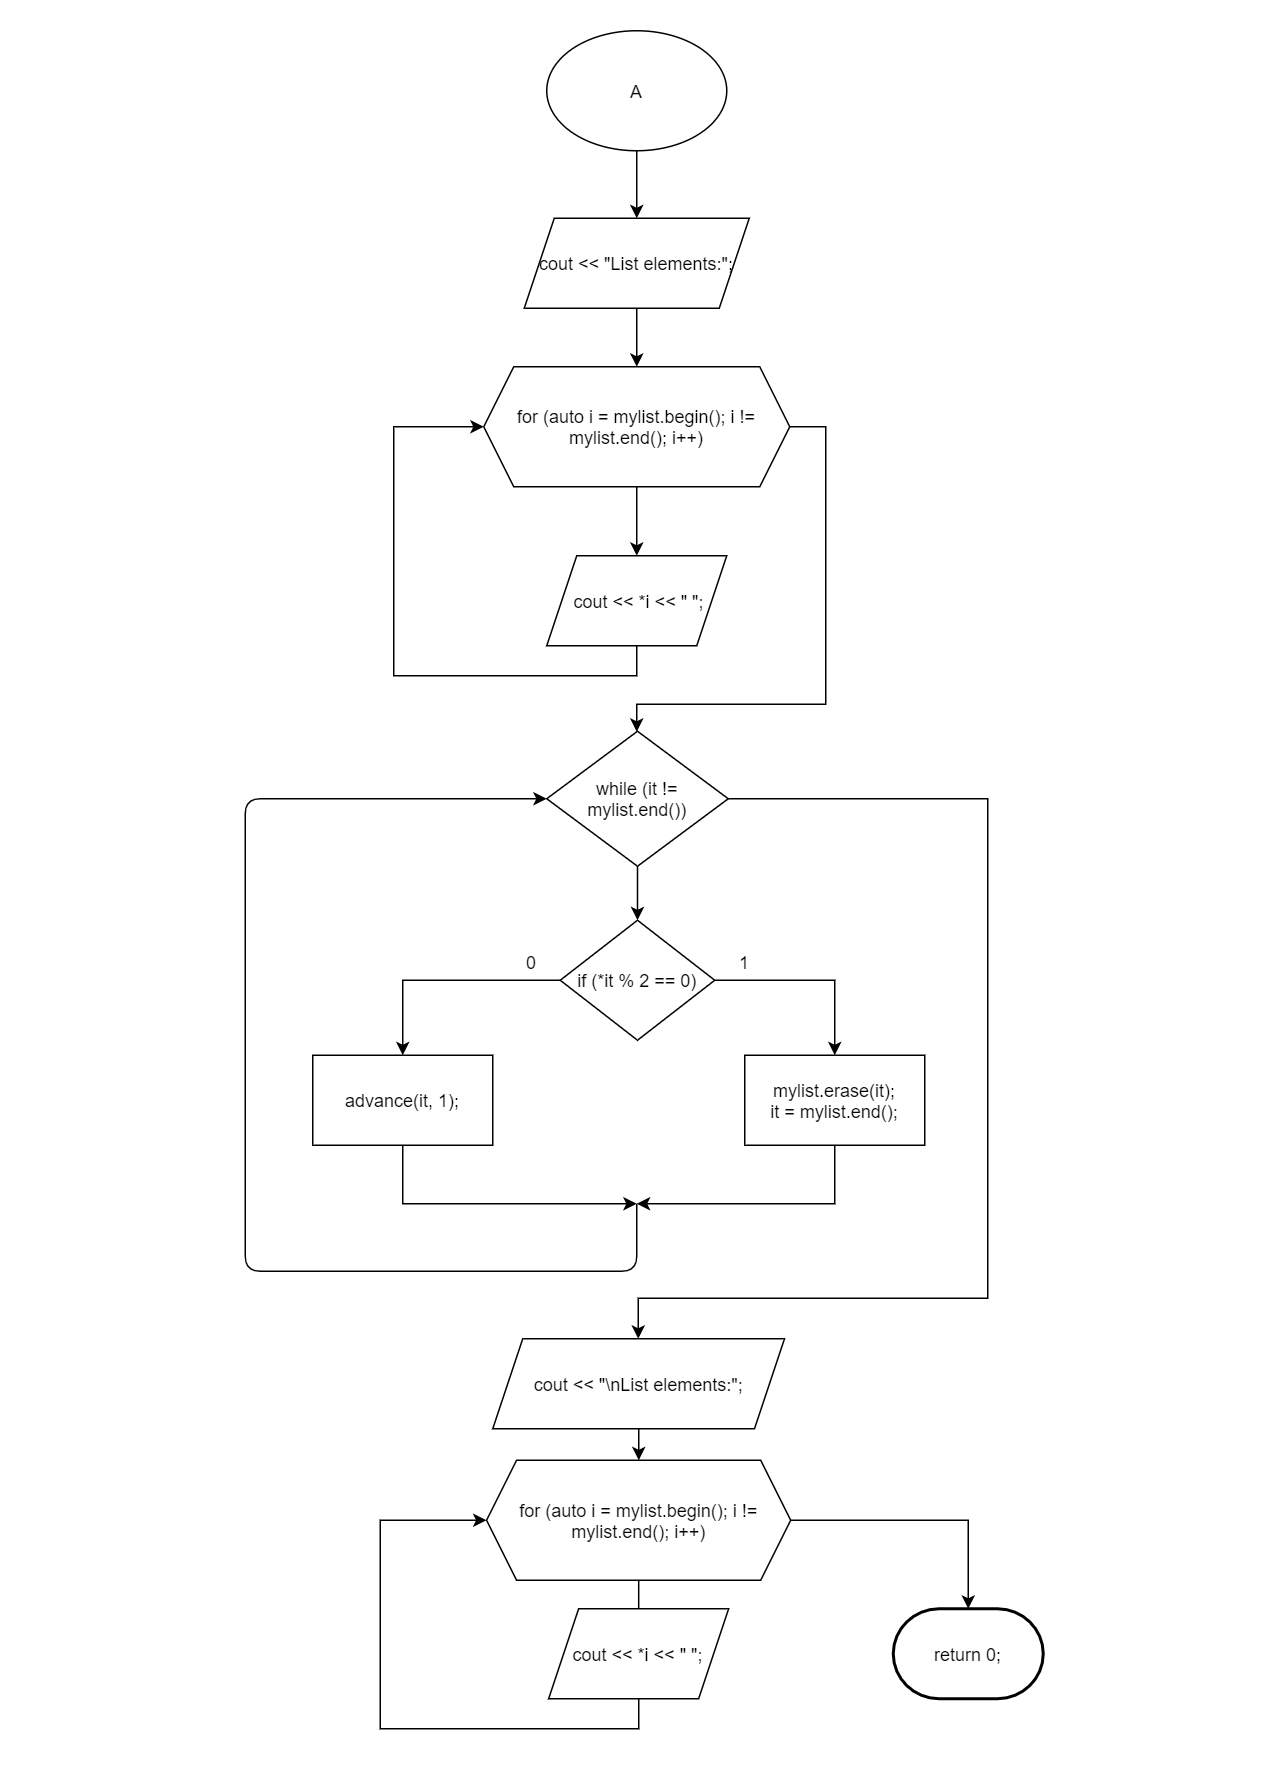 A
cout << "List elements:";
for (auto i = mylist.begin(); i !=
mylist.end(); i++)
cout << *i << " ";
while (it !=
mylist.end())
0
1
if (*it % 2 == 0)
advance(it, 1);
mylist.erase(it);
it = mylist.end();
cout << "\nList elements:";
for (auto i = mylist.begin(); i !=
mylist.end(); i++)
cout << *i << " ";
return 0;